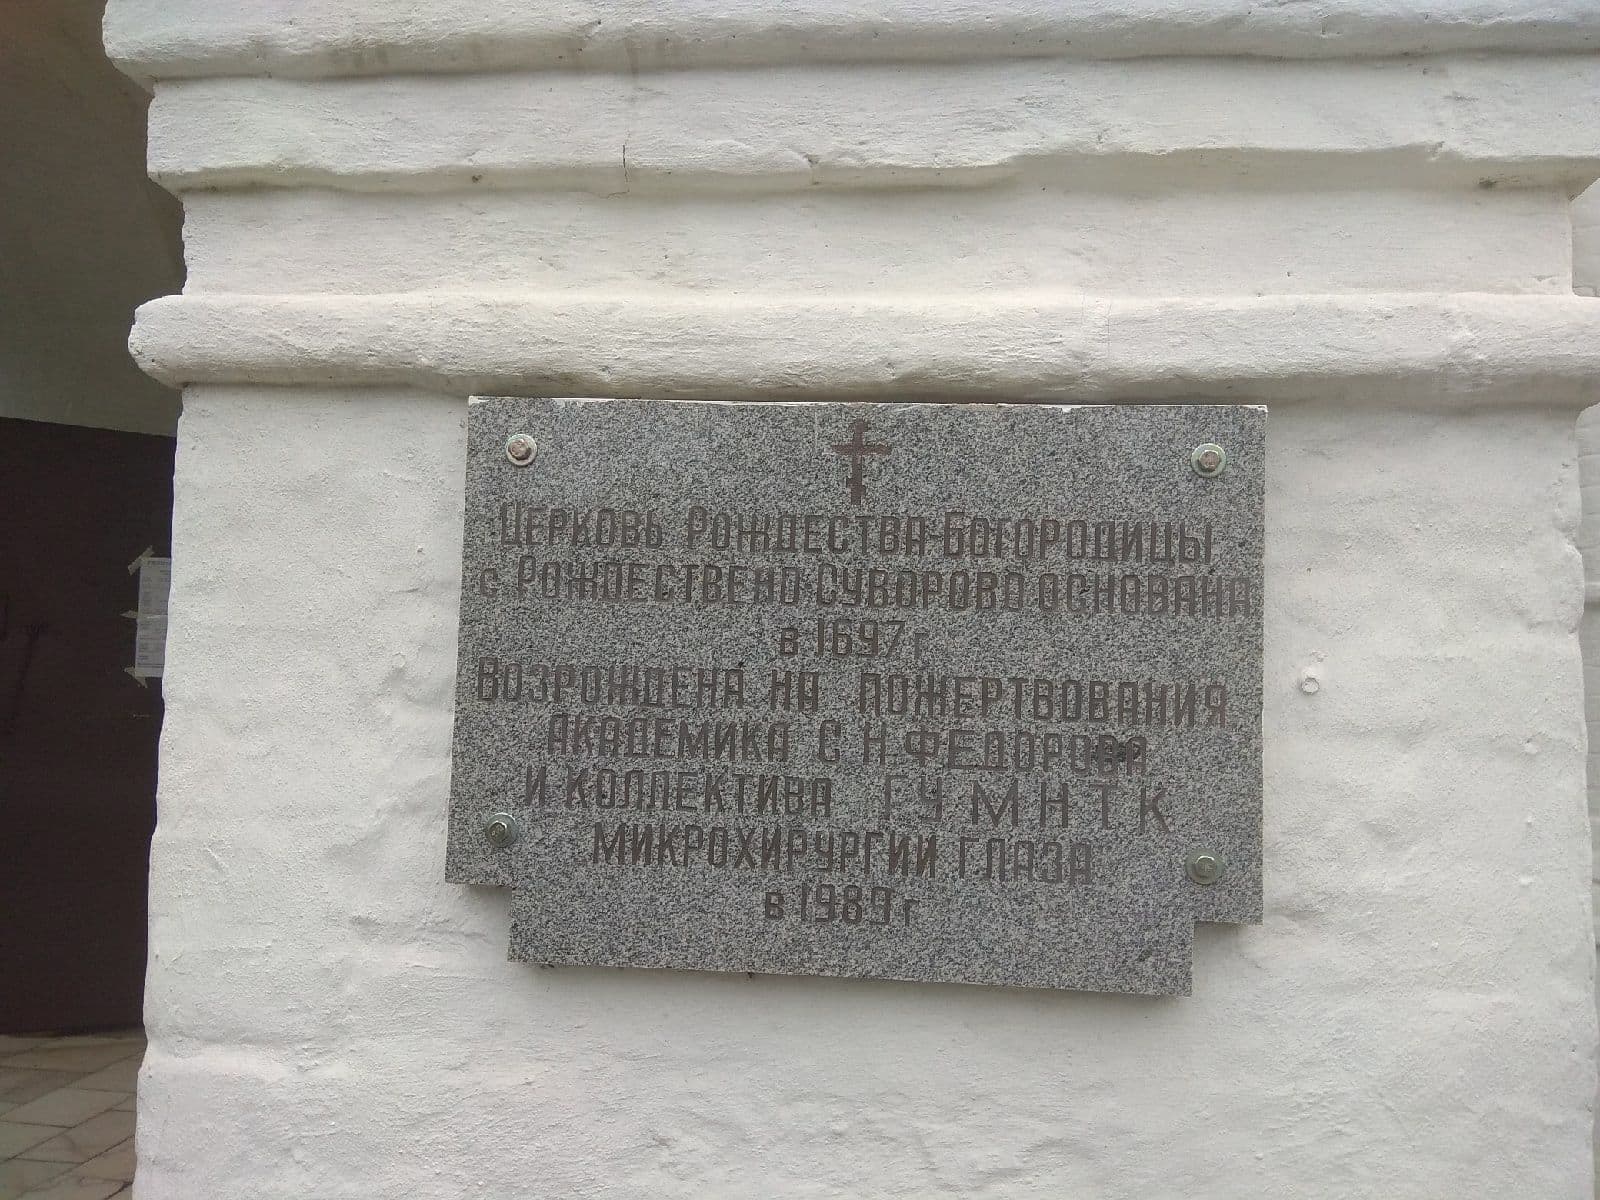 Церковь Рождества Богородицы
с Рождествено-Суворово основана
в 1697 г
Возрождена на пожертвования
академика С Н Федорова
и коллектива ГУ МНТК
микрохирургии глаза
в 1989 г